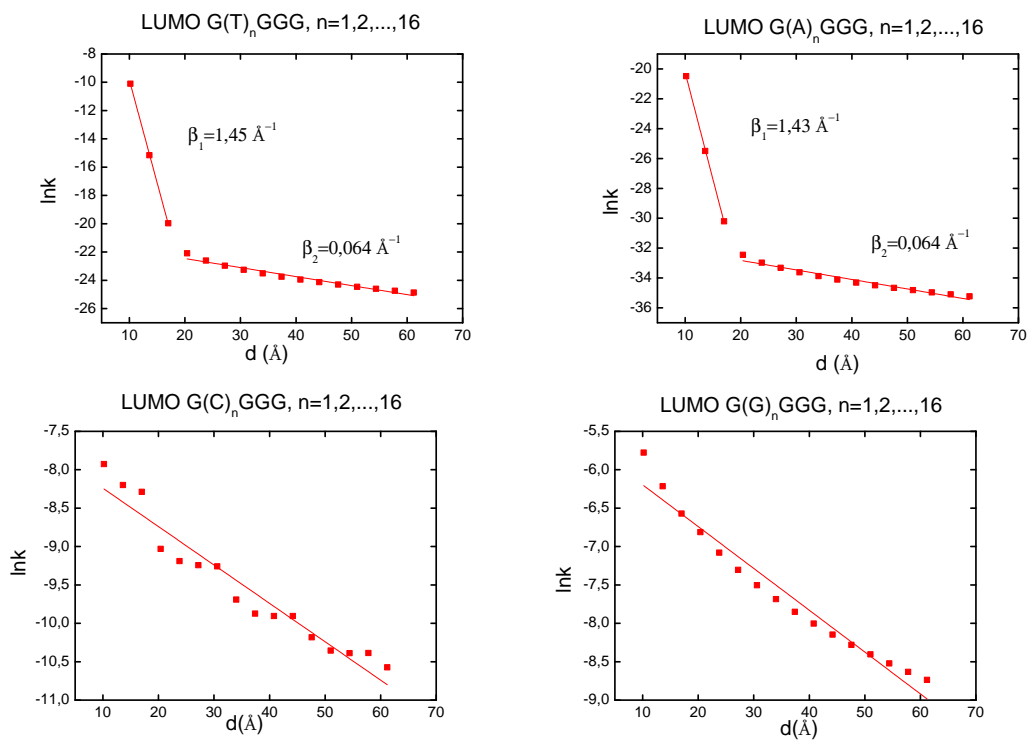 LUMO G(T)nGGG, n=1,2,...,16
-8
-10
-12
-14
-16
-18
-20
-22
-24
-26
lnk
β1=1,45 Å⁻¹
β2=0,064 Å⁻¹
10 20 30 40 50 60 70
d (Å)
LUMO G(A)nGGG, n=1,2,...,16
-20
-22
-24
-26
-28
-30
-32
-34
-36
lnk
β1=1,43 Å⁻¹
β2=0,064 Å⁻¹
0 10 20 30 40 50 60 70
d (Å)
LUMO G(C)nGGG, n=1,2,...,16
-7,5
-8,0
-8,5
-9,0
-9,5
-10,0
-10,5
-11,0
lnk
10 20 30 40 50 60 70
d(Å)
LUMO G(G)nGGG, n=1,2,...,16
-5,5
-6,0
-6,5
-7,0
-7,5
-8,0
-8,5
-9,0
lnk
10 20 30 40 50 60 70
d(Å)